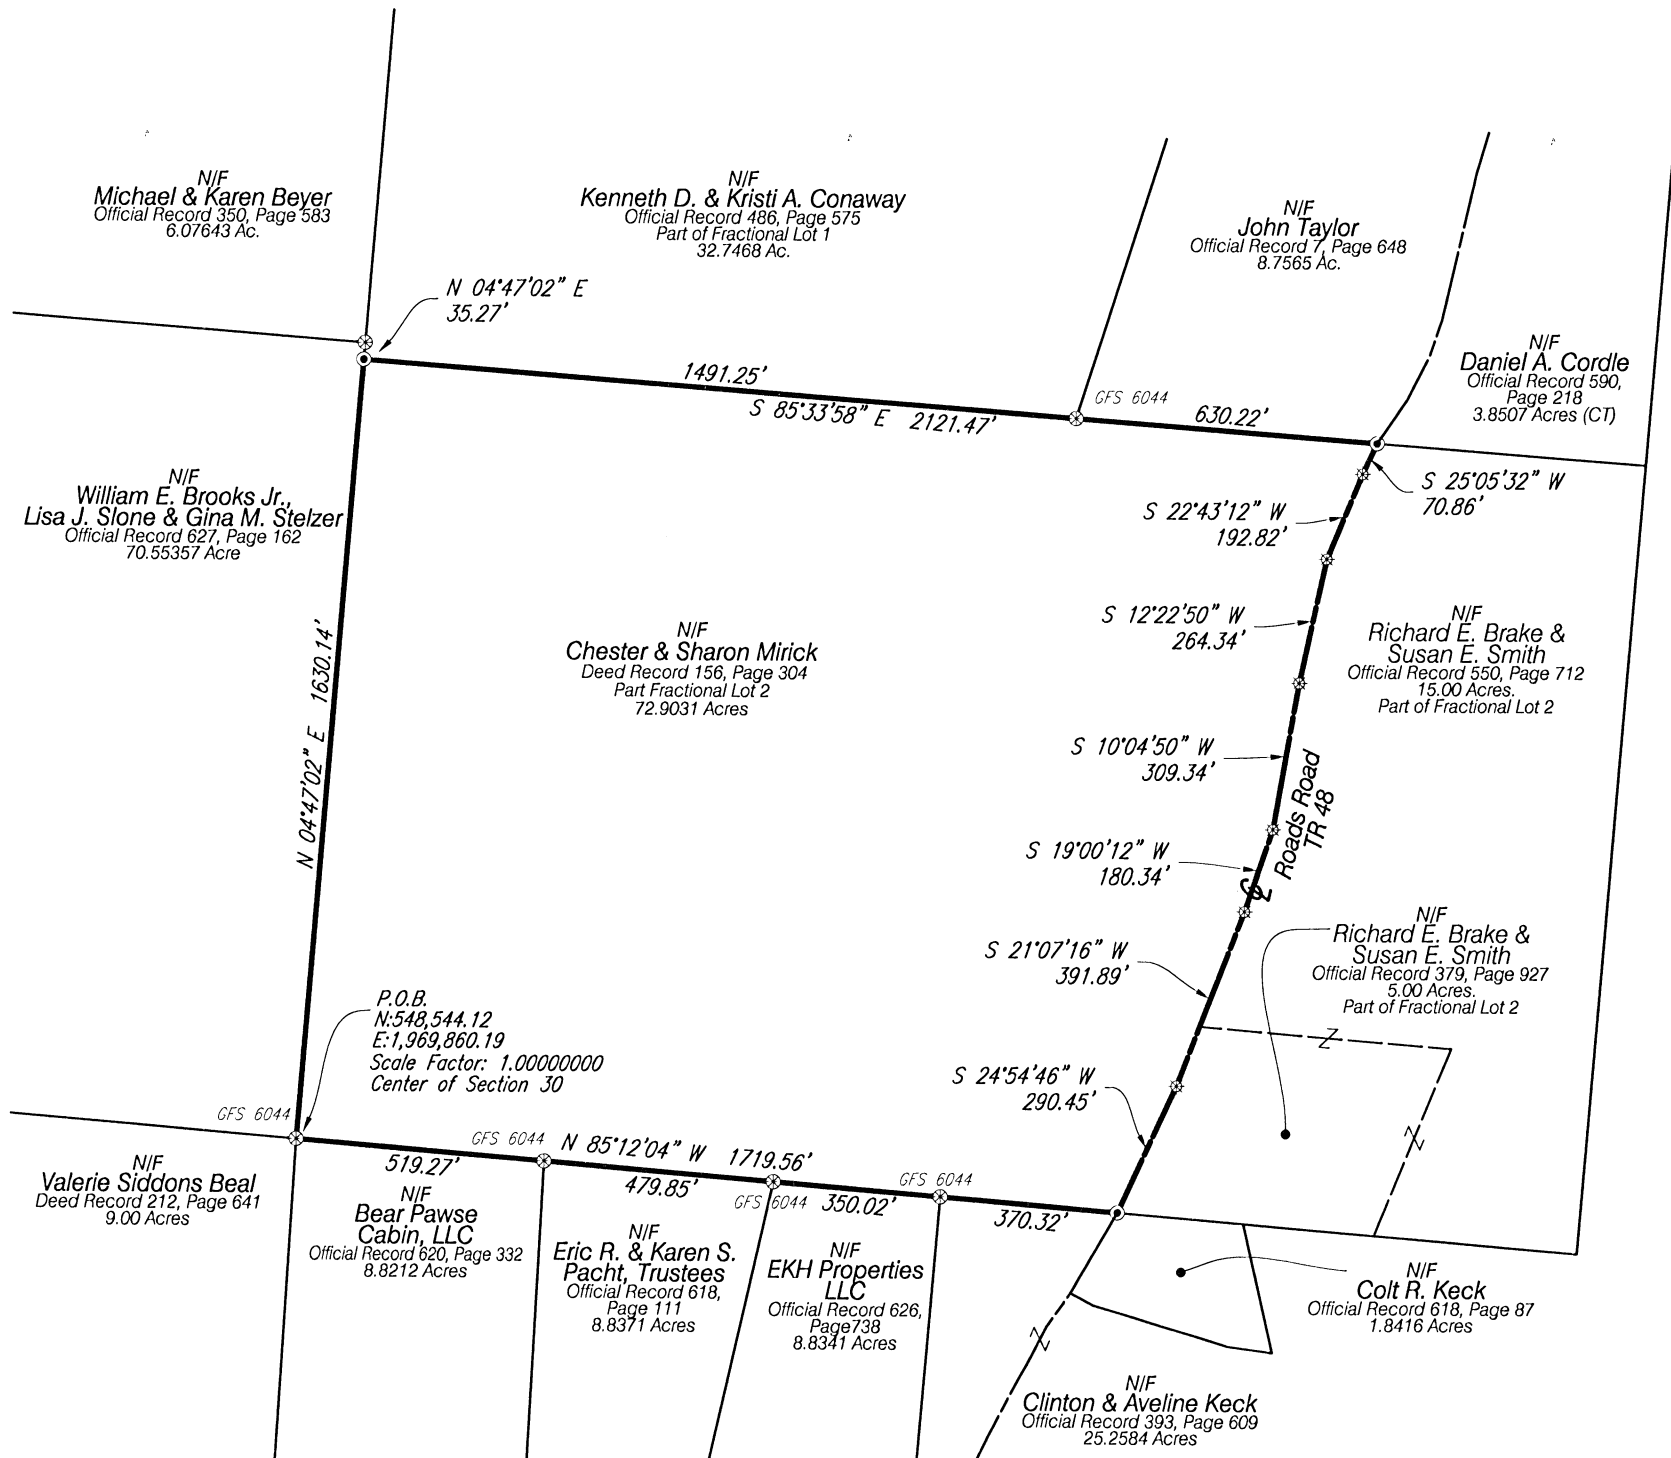 N/F
Michael & Karen Beyer
Official Record 350, Page 583
6.07643 Ac.
N/F
Kenneth D. & Kristi A. Conaway
Official Record 486, Page 575
Part of Fractional Lot 1
32.7468 Ac.
N/F
John Taylor
Official Record 7, Page 648
8.7565 Ac.
N 04°47'02" E
35.27'
N/F
Daniel A. Cordle
Official Record 590,
Page 218
3.8507 Acres (CT)
1491.25'
S 85°33'58" E 2121.47'
GFS 6044
630.22'
N/F
William E. Brooks Jr.,
Lisa J. Slone & Gina M. Stelzer
Official Record 627, Page 162
70.55357 Acre
S 25°05'32" W
70.86'
S 22°43'12" W
192.82'
S 12°22'50" W
264.34'
N/F
Richard E. Brake &
Susan E. Smith
Official Record 550, Page 712
15.00 Acres.
Part of Fractional Lot 2
N/F
Chester & Sharon Mirick
Deed Record 156, Page 304
Part Fractional Lot 2
72.9031 Acres
N 04°47'02" E 1630.14'
S 10°04'50" W
309.34'
Roads Road
TR 48
S 19°00'12" W
180.34'
S 21°07'16" W
391.89'
N/F
Richard E. Brake &
Susan E. Smith
Official Record 379, Page 927
5.00 Acres.
Part of Fractional Lot 2
P.O.B.
N:548,544.12
E:1,969,860.19
Scale Factor: 1.00000000
Center of Section 30
S 24°54'46" W
290.45'
GFS 6044
GFS 6044
N 85°12'04" W 1719.56'
519.27'
479.85'
GFS 6044
350.02'
GFS 6044
370.32'
N/F
Valerie Siddons Beal
Deed Record 212, Page 641
9.00 Acres
N/F
Bear Pawse
Cabin, LLC
Official Record 620, Page 332
8.8212 Acres
N/F
Eric R. & Karen S.
Pacht, Trustees
Official Record 618,
Page 111
8.8371 Acres
N/F
EKH Properties
LLC
Official Record 626,
Page738
8.8341 Acres
N/F
Colt R. Keck
Official Record 618, Page 87
1.8416 Acres
N/F
Clinton & Aveline Keck
Official Record 393, Page 609
25.2584 Acres